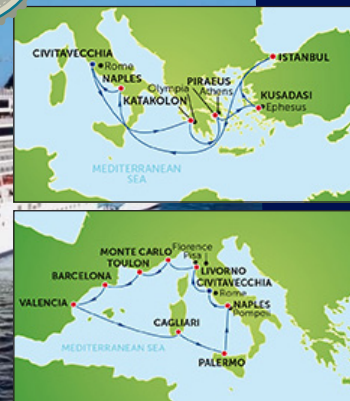 CIVITAVECCHIA
Rome
NAPLES
KATAKOLON
Olympia
PIRAEUS
Athens
ISTANBUL
KUSADASI
Ephesus
MEDITERRANEAN
SEA
MONTE CARLO
TOULON
BARCELONA
VALENCIA
Florence
Pisa
LIVORNO
CIVITAVECCHIA
Rome
NAPLES
Pompeii
CAGLIARI
MEDITERRANEAN SEA
PALERMO